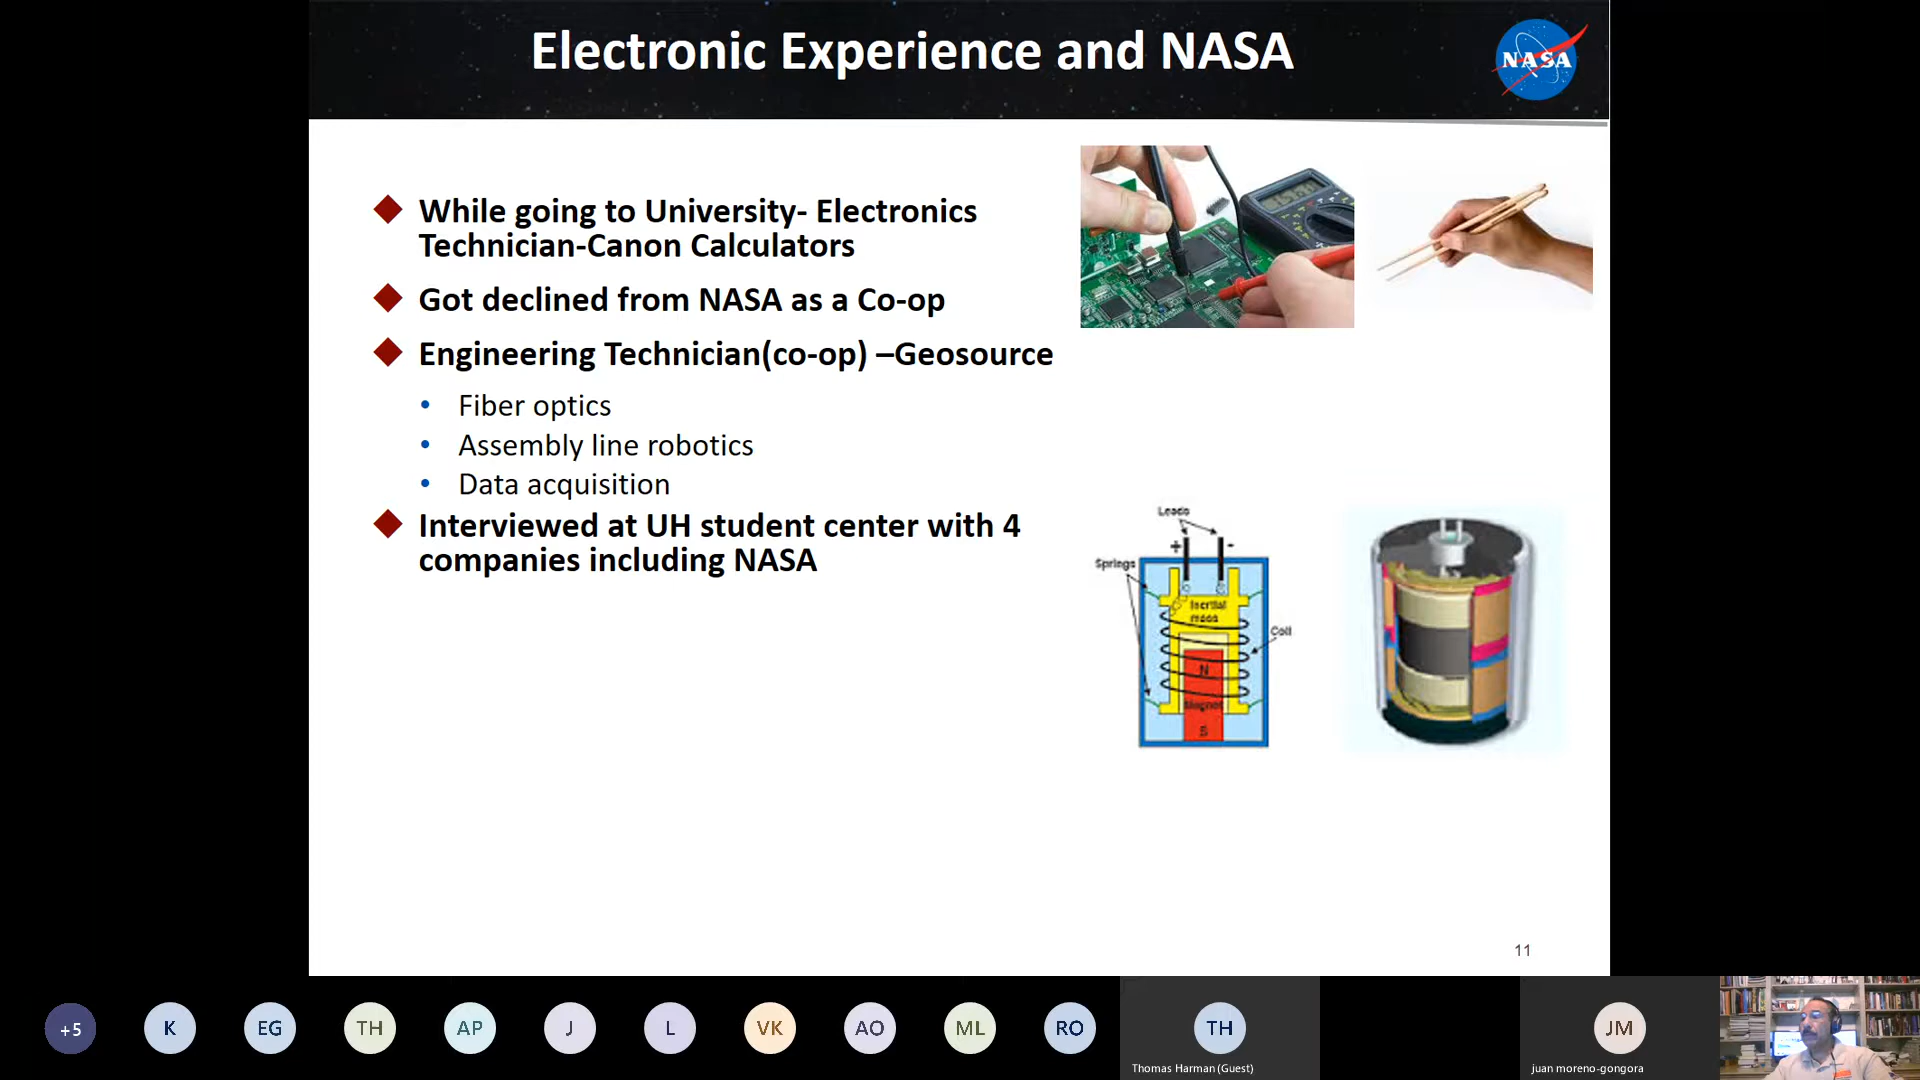 Electronic Experience and NASA
NASA
While going to University- Electronics
Technician-Canon Calculators
Got declined from NASA as a Co-op
Engineering Technician(co-op) –Geosource
• Fiber optics
• Assembly line robotics
• Data acquisition
Interviewed at UH student center with 4
companies including NASA
Leads
+ -
Springs
Inertial
mass
Coil
N
Magnet
S
11
+5
K
EG
TH
AP
J
L
VK
AO
ML
RO
TH
JM
Thomas Harman (Guest)
juan moreno-gongora